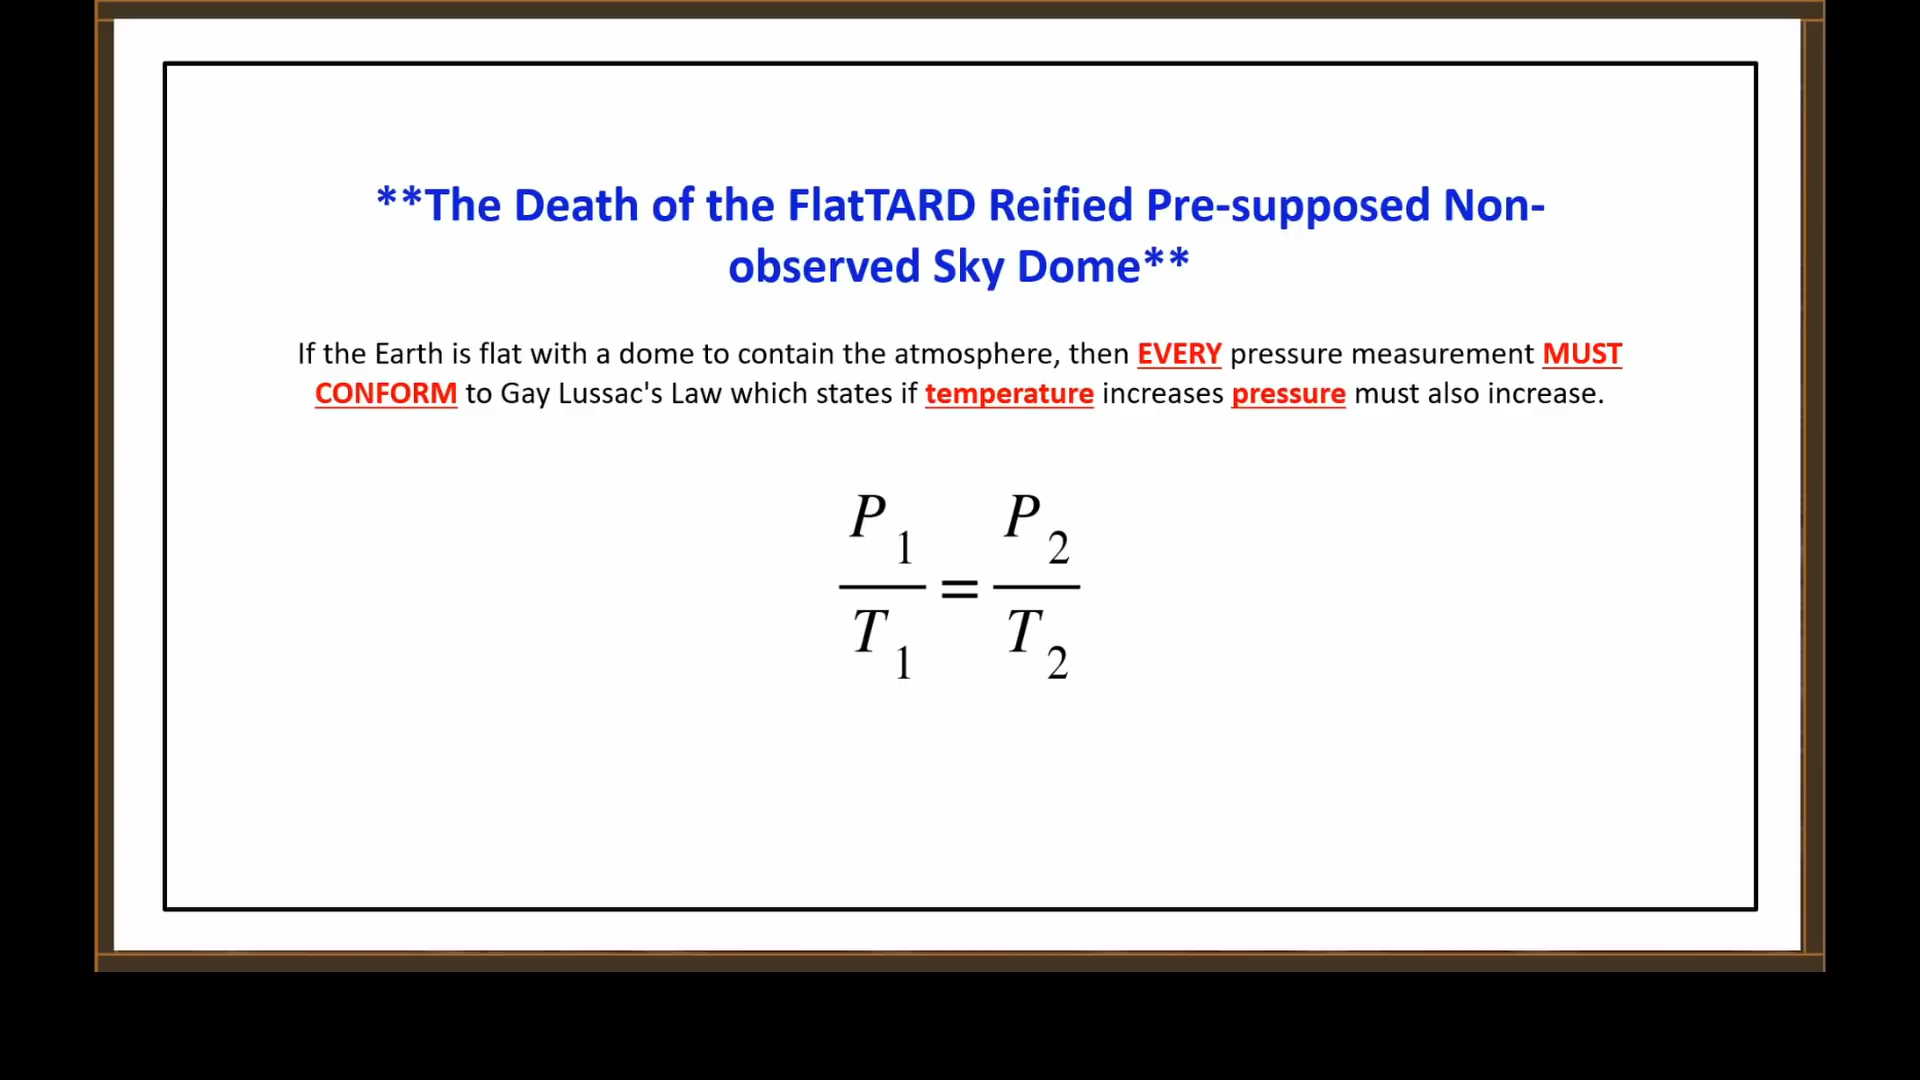 **The Death of the FlatTARD Reified Pre-supposed Non-
observed Sky Dome**
If the Earth is flat with a dome to contain the atmosphere, then EVERY pressure measurement MUST
CONFORM to Gay Lussac's Law which states if temperature increases pressure must also increase.
P₁/T₁ = P₂/T₂